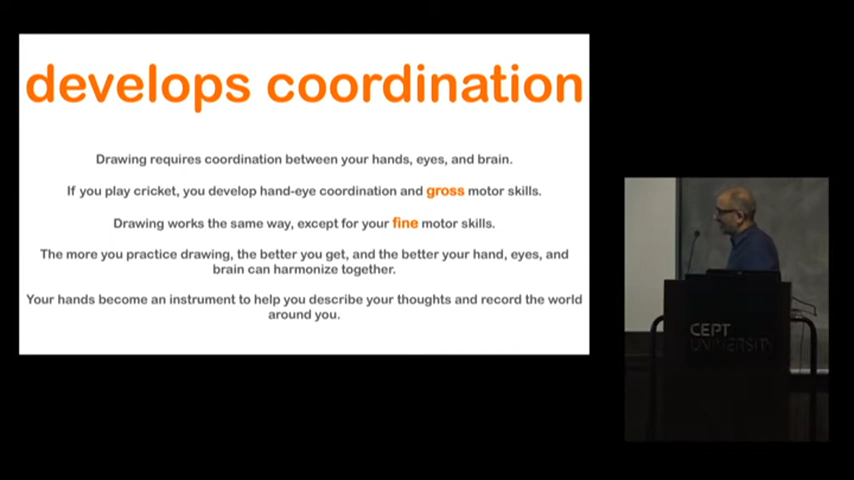 develops coordination
Drawing requires coordination between your hands, eyes, and brain.
If you play cricket, you develop hand-eye coordination and gross motor skills.
Drawing works the same way, except for your fine motor skills.
The more you practice drawing, the better you get, and the better your hand, eyes, and
brain can harmonize together.
Your hands become an instrument to help you describe your thoughts and record the world
around you.
CEPT
UNIVERSITY